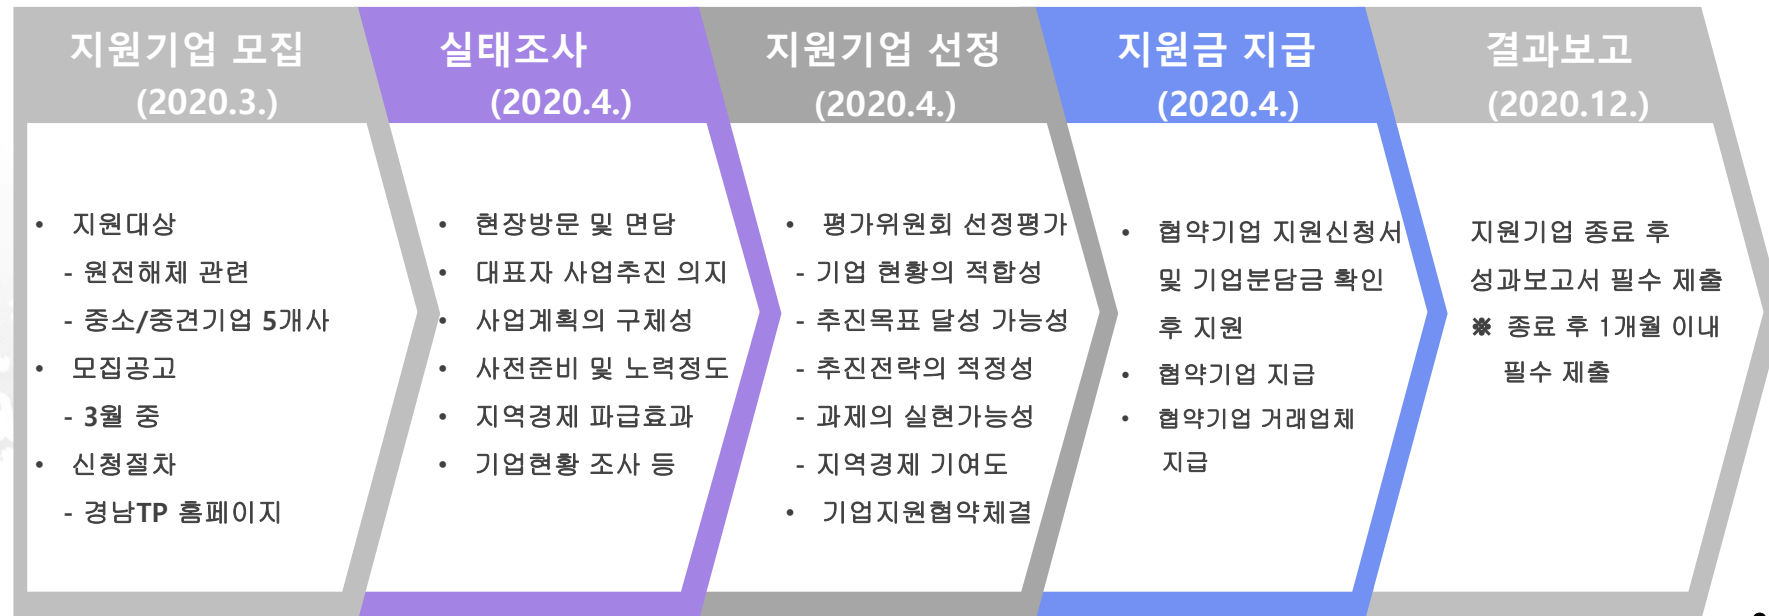 지원기업 모집
(2020.3.)
• 지원대상
- 원전해체 관련
- 중소/중견기업 5개사
• 모집공고
- 3월 중
• 신청절차
- 경남TP 홈페이지
실태조사
(2020.4.)
• 현장방문 및 면담
• 대표자 사업추진 의지
• 사업계획의 구체성
• 사전준비 및 노력정도
• 지역경제 파급효과
• 기업현황 조사 등
지원기업 선정
(2020.4.)
• 평가위원회 선정평가
- 기업 현황의 적합성
- 추진목표 달성 가능성
- 추진전략의 적정성
- 과제의 실현가능성
- 지역경제 기여도
• 기업지원협약체결
지원금 지급
(2020.4.)
• 협약기업 지원신청서
및 기업분담금 확인
후 지원
• 협약기업 지급
• 협약기업 거래업체
지급
결과보고
(2020.12.)
지원기업 종료 후
성과보고서 필수 제출
※ 종료 후 1개월 이내
필수 제출